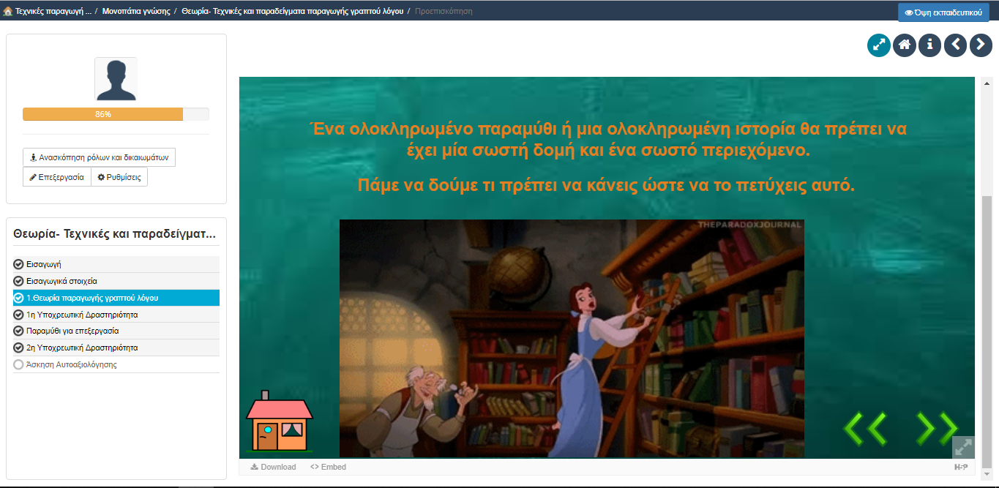 Τεχνικές παραγωγή ... / Μονοπάτια γνώσης / Θεωρία- Τεχνικές και παραδείγματα παραγωγής γραπτού λόγου / Προεπισκόπηση
Όψη εκπαιδευτικού
86%
Ανασκόπηση ρόλων και δικαιωμάτων
Επεξεργασία
Ρυθμίσεις
Θεωρία- Τεχνικές και παραδείγματ...
Εισαγωγή
Εισαγωγικά στοιχεία
1.Θεωρία παραγωγής γραπτού λόγου
1η Υποχρεωτική Δραστηριότητα
Παραμύθι για επεξεργασία
2η Υποχρεωτική Δραστηριότητα
Άσκηση Αυτοαξιολόγησης
Ένα ολοκληρωμένο παραμύθι ή μια ολοκληρωμένη ιστορία θα πρέπει να
έχει μία σωστή δομή και ένα σωστό περιεχόμενο.
Πάμε να δούμε τι πρέπει να κάνεις ώστε να το πετύχεις αυτό.
THEPARADOXJOURNAL
Download
<> Embed
H5P